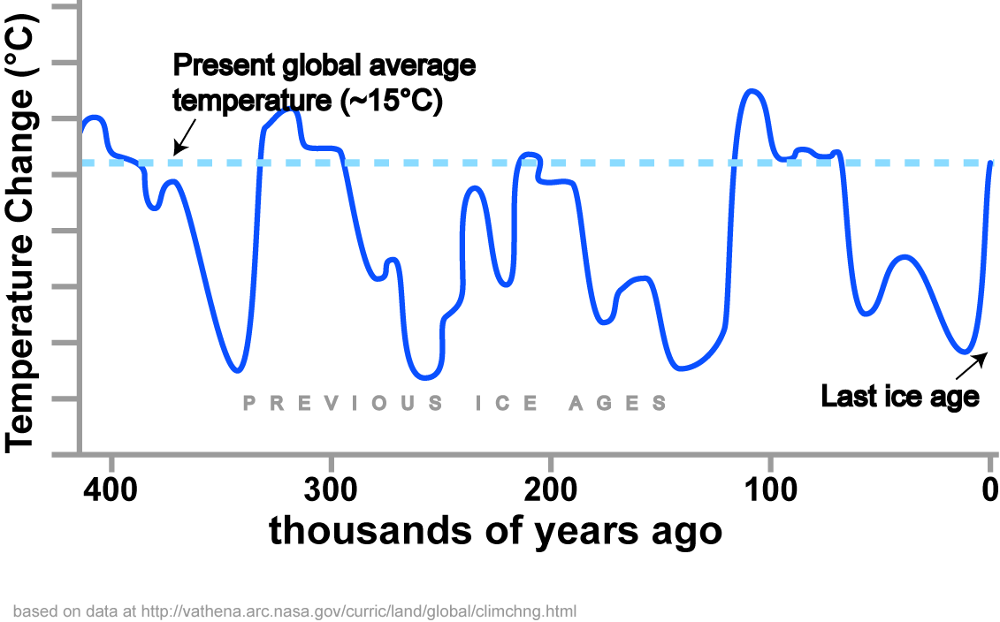 Temperature Change (°C)
Present global average
temperature (~15°C)
PREVIOUS ICE AGES
Last ice age
400 300 200 100 0
thousands of years ago
based on data at http://vathena.arc.nasa.gov/curric/land/global/climchng.html